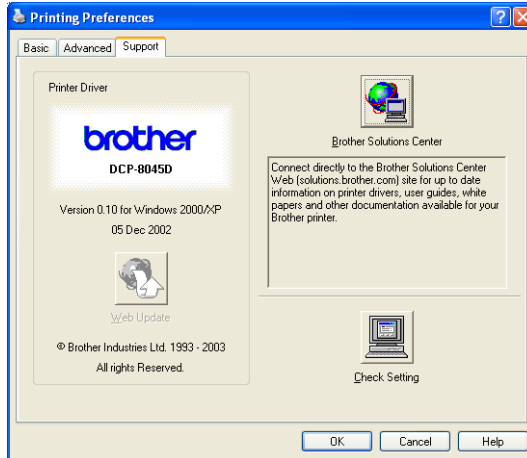 Printing Preferences
Basic
Advanced
Support
Printer Driver
brother
DCP-8045D
Version 0.10 for Windows 2000/XP
05 Dec 2002
Web Update
© Brother Industries Ltd. 1993 - 2003
All rights Reserved.
Brother Solutions Center
Connect directly to the Brother Solutions Center
Web (solutions.brother.com) site for up to date
information on printer drivers, user guides, white
papers and other documentation available for your
Brother printer.
Check Setting
OK
Cancel
Help